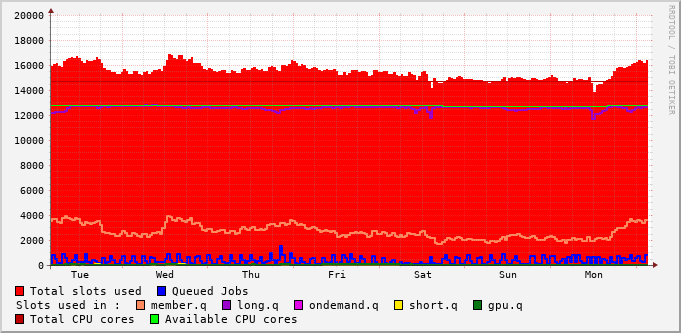 20000
18000
16000
14000
12000
10000
8000
6000
4000
2000
0
Tue Wed Thu Fri Sat Sun Mon
RRDTOOL / TOBI OETIKER
Total slots used Queued Jobs
Slots used in : member.q long.q ondemand.q short.q gpu.q
Total CPU cores Available CPU cores